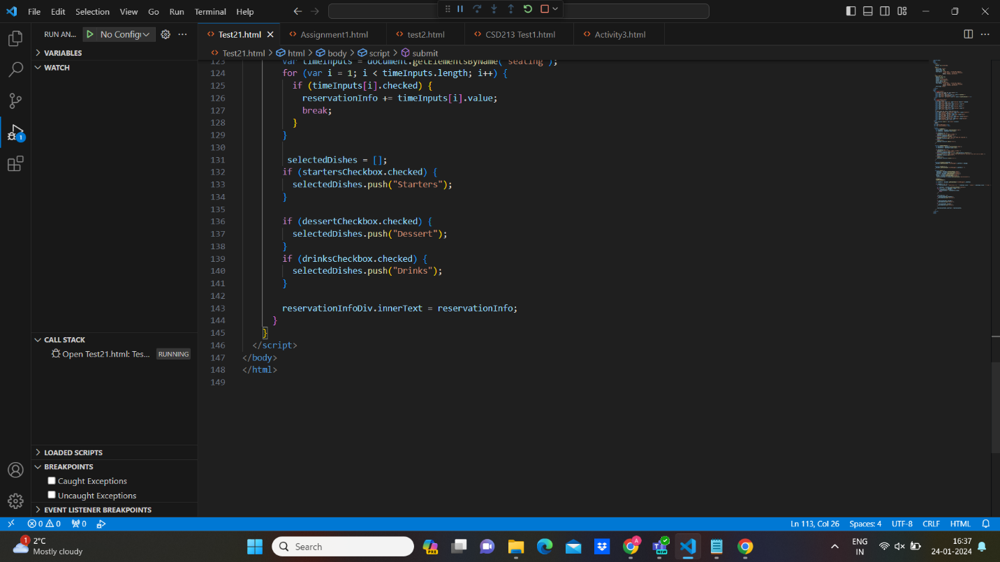 File Edit Selection View Go Run Terminal Help
RUN AN... No Configu
Test21.html Assignment1.html test2.html CSD213 Test1.html Activity3.html
Test21.html > html > body > script > submit
VARIABLES
WATCH
CALL STACK
Open Test21.html: Tes... RUNNING
LOADED SCRIPTS
BREAKPOINTS
Caught Exceptions
Uncaught Exceptions
EVENT LISTENER BREAKPOINTS
1
123 var timeInputs = document.getElementsByName("seating");
124 for (var i = 1; i < timeInputs.length; i++) {
125 if (timeInputs[i].checked) {
126 reservationInfo += timeInputs[i].value;
127 break;
128 }
129 }
130
131 selectedDishes = [];
132 if (startersCheckbox.checked) {
133 selectedDishes.push("Starters");
134 }
135
136 if (dessertCheckbox.checked) {
137 selectedDishes.push("Dessert");
138 }
139 if (drinksCheckbox.checked) {
140 selectedDishes.push("Drinks");
141 }
142
143 reservationInfoDiv.innerText = reservationInfo;
144 }
145 }
146 </script>
147 </body>
148 </html>
149
0 0 0 Ln 113, Col 26 Spaces: 4 UTF-8 CRLF HTML
1 2°C
Mostly cloudy
Search
PRE
A
NEW
ENG
IN
16:37
24-01-2024